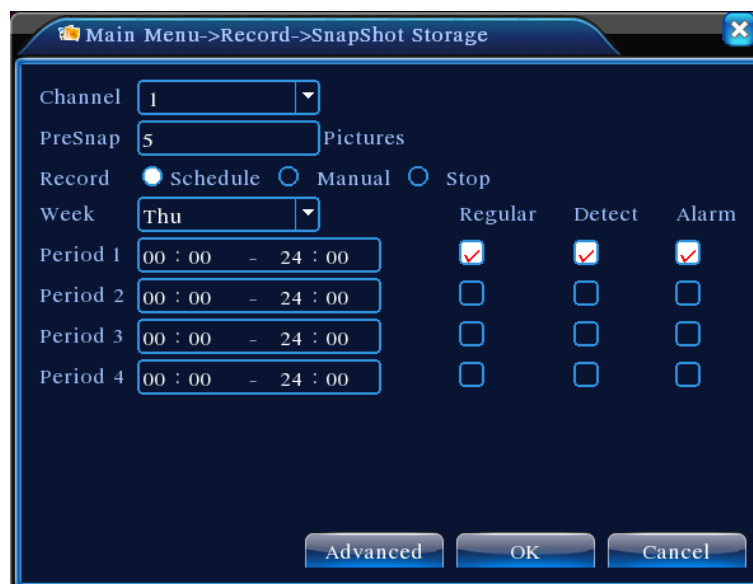 Main Menu->Record->SnapShot Storage
Channel 1
PreSnap 5 Pictures
Record Schedule Manual Stop
Week Thu Regular Detect Alarm
Period 1 00 : 00 - 24 : 00
Period 2 00 : 00 - 24 : 00
Period 3 00 : 00 - 24 : 00
Period 4 00 : 00 - 24 : 00
Advanced OK Cancel